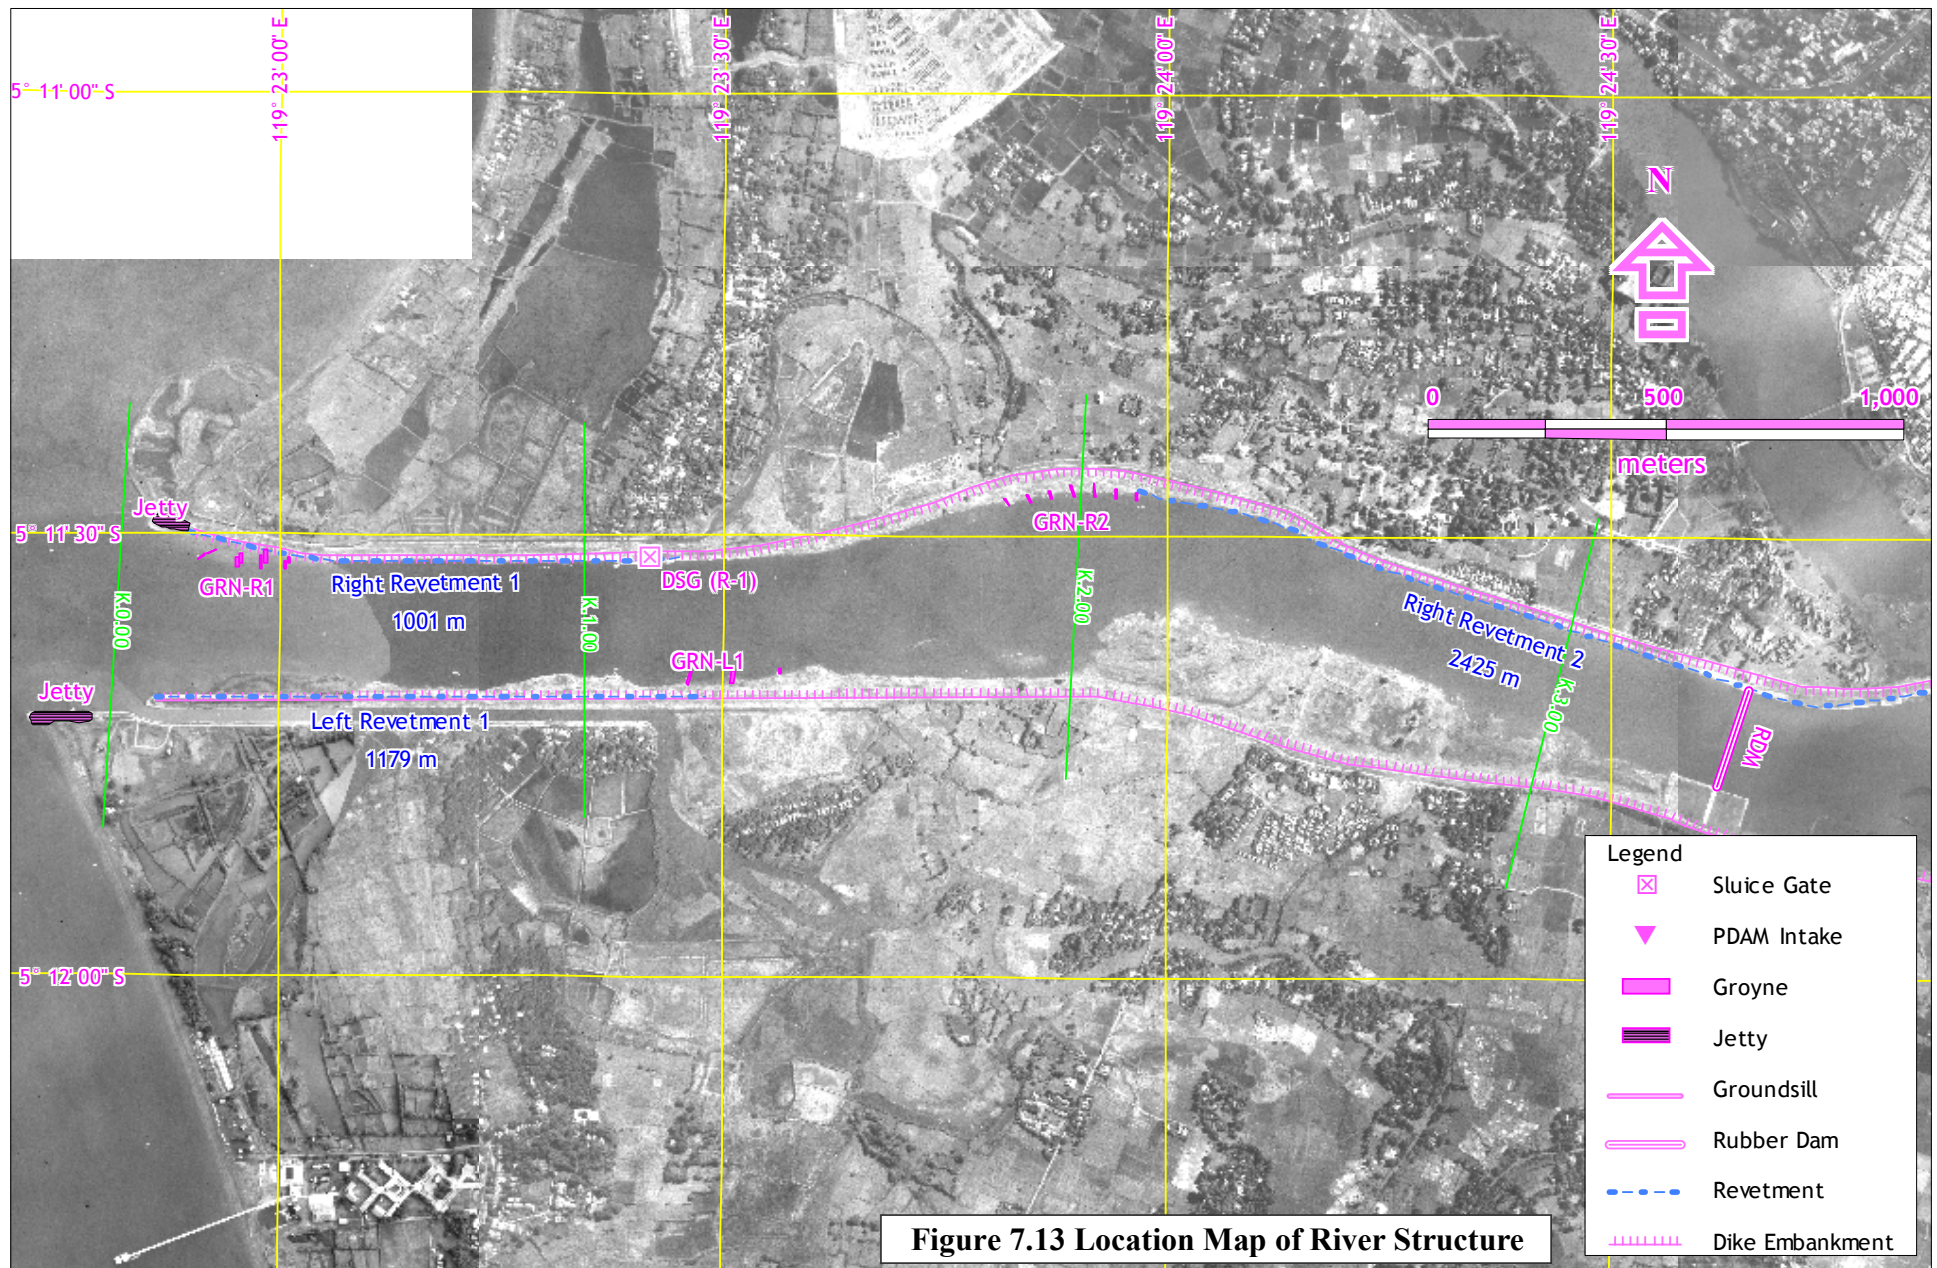 119° 23' 00" E
119° 23' 30" E
119° 24' 00" E
119° 24' 30" E
5° 11' 00" S
N
0 500 1,000
meters
Jetty
5° 11' 30" S
GRN-R1
Right Revetment 1
1001 m
DSG (R-1)
GRN-R2
K.0.00
K.1.00
K.2.00
K.3.00
Right Revetment 2
2425 m
GRN-L1
Jetty
Left Revetment 1
1179 m
RDM
5° 12' 00" S
Legend
Sluice Gate
PDAM Intake
Groyne
Jetty
Groundsill
Rubber Dam
Revetment
Dike Embankment
Figure 7.13 Location Map of River Structure